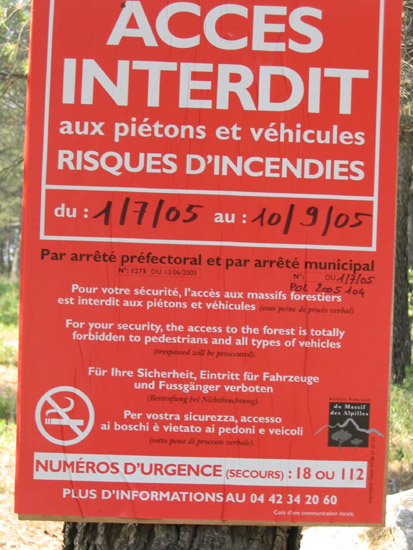 ACCES
INTERDIT
aux piétons et véhicules
RISQUES D'INCENDIES
du : 1/7/05 au : 10/9/05
Par arrêté préfectoral et par arrêté municipal
N°: 1275 DU 13/06/2005 N°: DU 1/7/05
POL 2005 104
Pour votre sécurité, l'accès aux massifs forestiers
est interdit aux piétons et véhicules (sous peine de procès verbal)
For your security, the access to the forest is totally
forbidden to pedestrians and all types of vehicles
(trespassed will be prosecuted).
Für Ihre Sicherheit, Eintritt für Fahrzeuge
und Fussgänger verboten
(Bestrafung bei Nichtbeachtung).
Per vostra sicurezza, accesso
ai boschi è vietato ai pedoni e veicoli
(sotto pena di processo verbale).
du Massif
des Alpilles
NUMÉROS D'URGENCE (SECOURS) : 18 OU 112
PLUS D'INFORMATIONS AU 04 42 34 20 60
Coût d'une communication locale.